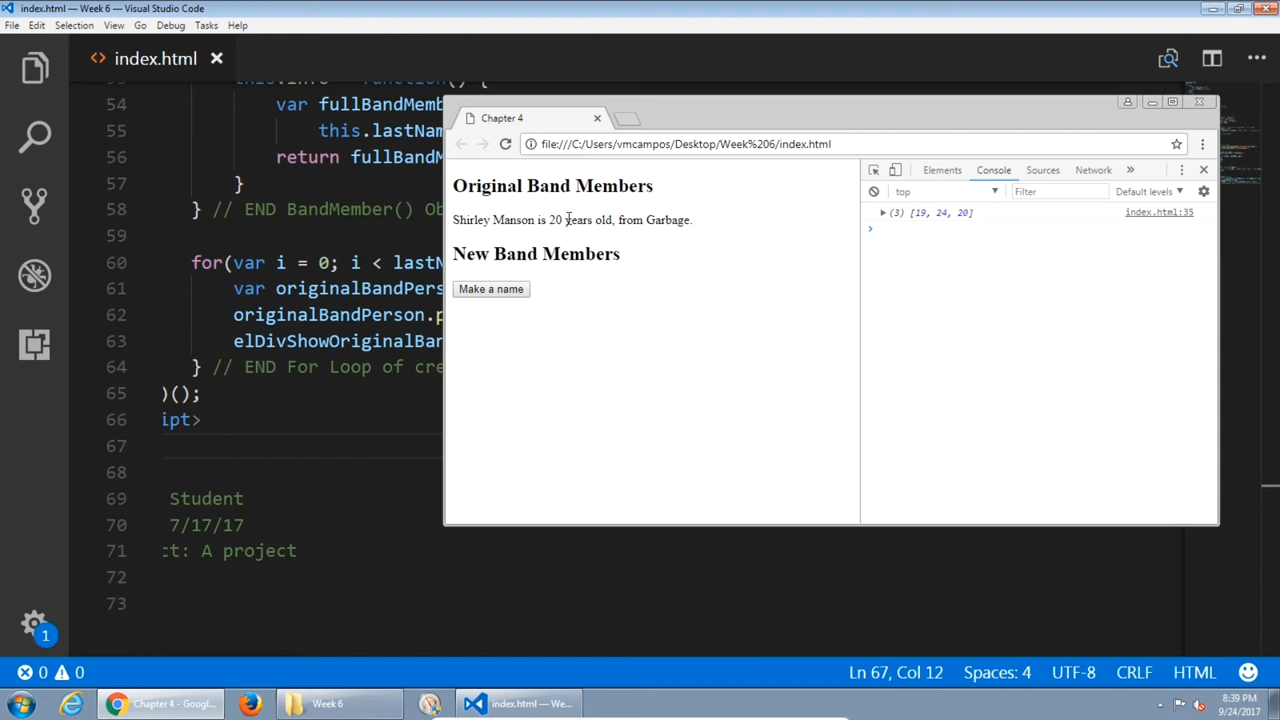 index.html — Week 6 — Visual Studio Code
File Edit Selection View Go Debug Tasks Help
index.html
54 var fullBandMemb
55 this.lastNam
56 return fullBandM
57 }
58 } // END BandMember() Ob
59
60 for(var i = 0; i < lastN
61 var originalBandPers
62 originalBandPerson.p
63 elDivShowOriginalBan
64 } // END For Loop of cre
65 )();
66 ipt>
67
68
69 Student
70 7/17/17
71 ct: A project
72
73
Chapter 4
file:///C:/Users/vmcampos/Desktop/Week%206/index.html
Original Band Members
Shirley Manson is 20 years old, from Garbage.
New Band Members
Make a name
Elements Console Sources Network »
top Filter Default levels
(3) [19, 24, 20] index.html:35
1
0 0 Ln 67, Col 12 Spaces: 4 UTF-8 CRLF HTML
Chapter 4 - Googl... Week 6 index.html — We...
8:39 PM
9/24/2017